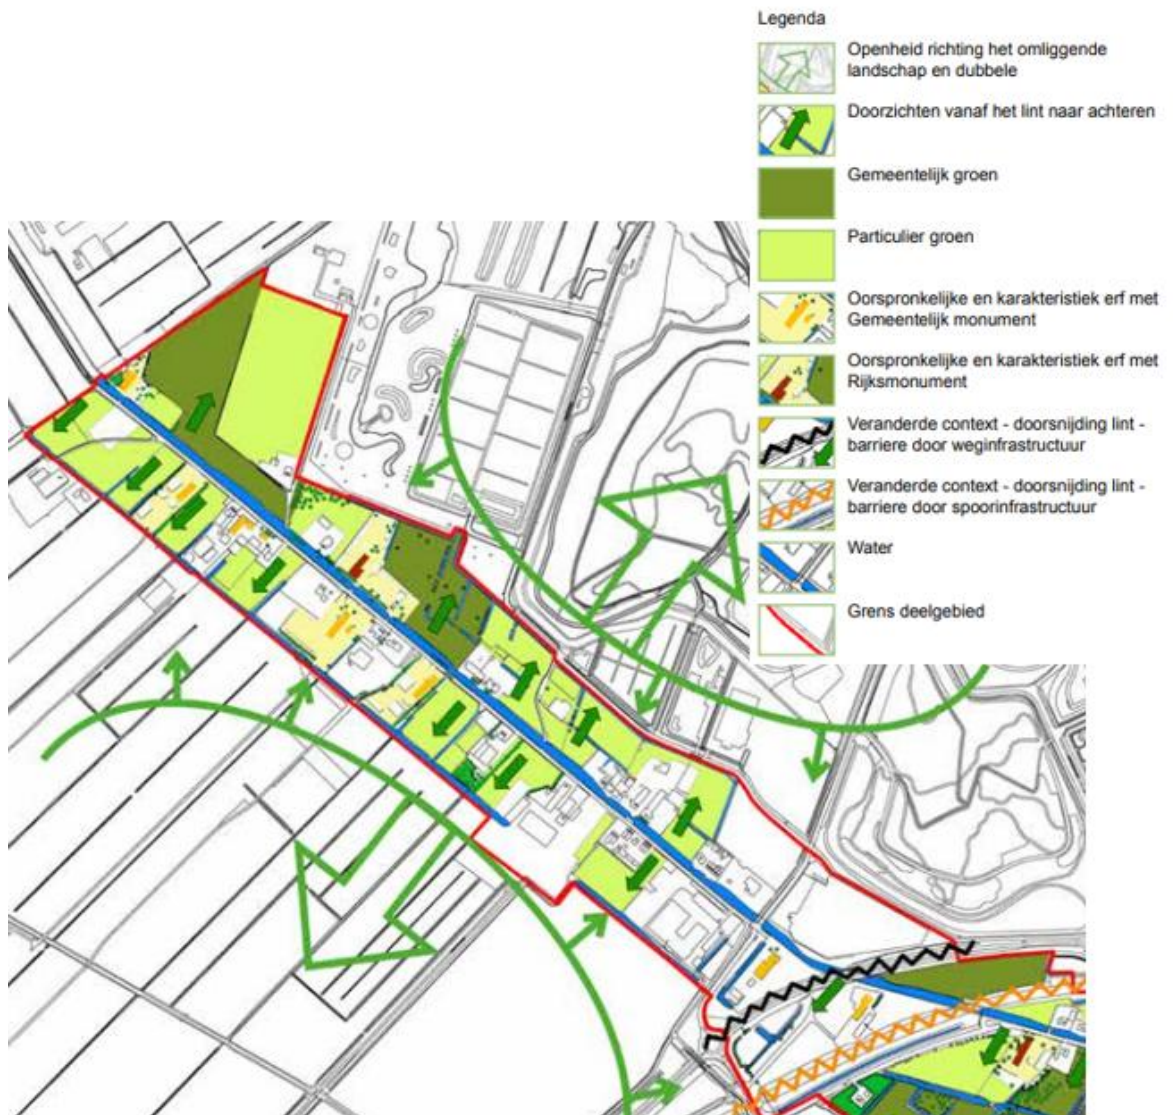 Legenda
Openheid richting het omliggende
landschap en dubbele
Doorzichten vanaf het lint naar achteren
Gemeentelijk groen
Particulier groen
Oorspronkelijke en karakteristiek erf met
Gemeentelijk monument
Oorspronkelijke en karakteristiek erf met
Rijksmonument
Veranderde context - doorsnijding lint -
barriere door weginfrastructuur
Veranderde context - doorsnijding lint -
barriere door spoorinfrastructuur
Water
Grens deelgebied